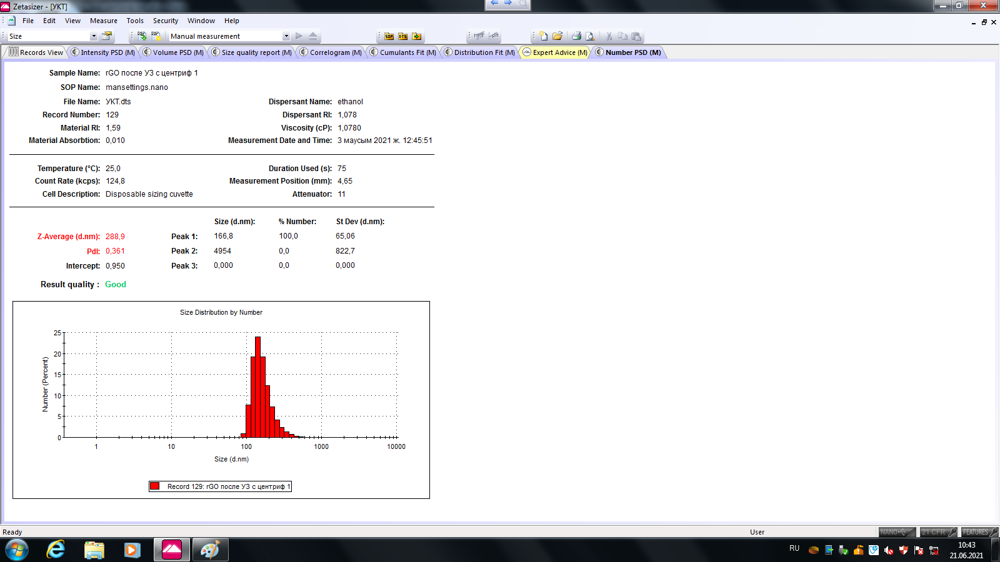 Zetasizer - [УКТ]
File Edit View Measure Tools Security Window Help
Size Manual measurement SOP DTS
Records View Intensity PSD (M) Volume PSD (M) Size quality report (M) Correlogram (M) Cumulants Fit (M) Distribution Fit (M) Expert Advice (M) Number PSD (M)
Sample Name: rGO после УЗ с центриф 1
SOP Name: mansettings.nano
File Name: УКТ.dts Dispersant Name: ethanol
Record Number: 129 Dispersant RI: 1,078
Material RI: 1,59 Viscosity (cP): 1,0780
Material Absorbtion: 0,010 Measurement Date and Time: 3 маусым 2021 ж. 12:45:51
Temperature (°C): 25,0 Duration Used (s): 75
Count Rate (kcps): 124,8 Measurement Position (mm): 4,65
Cell Description: Disposable sizing cuvette Attenuator: 11
Size (d.nm): % Number: St Dev (d.nm):
Z-Average (d.nm): 288,9 Peak 1: 166,8 100,0 65,06
PdI: 0,361 Peak 2: 4954 0,0 822,7
Intercept: 0,950 Peak 3: 0,000 0,0 0,000
Result quality : Good
Size Distribution by Number
Number (Percent)
25
20
15
10
5
0
1 10 100 1000 10000
Size (d.nm)
Record 129: rGO после УЗ с центриф 1
Ready User NANO 21 CFR FEATURES
RU 10:43
21.06.2021